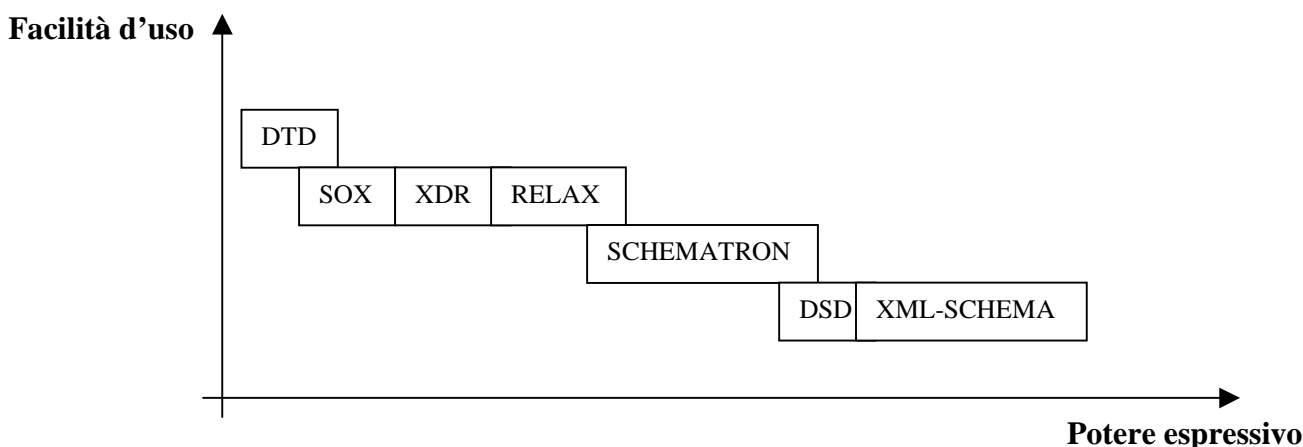 Facilità d'uso
DTD
SOX XDR RELAX
SCHEMATRON
DSD XML-SCHEMA
Potere espressivo